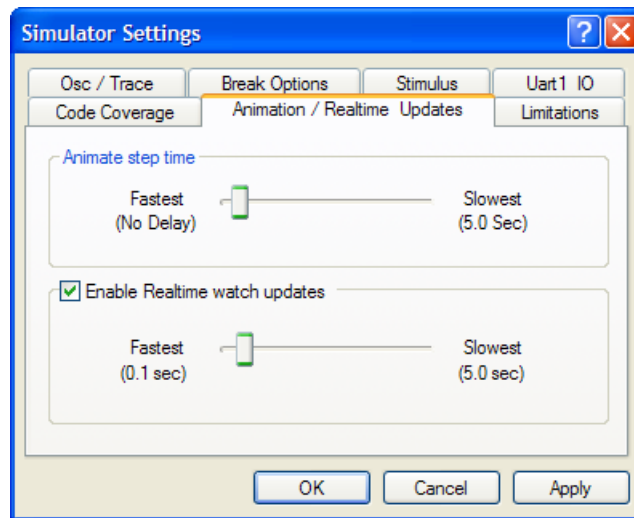 Simulator Settings
Osc / Trace
Break Options
Stimulus
Uart1 IO
Code Coverage
Animation / Realtime Updates
Limitations
Animate step time
Fastest
(No Delay)
Slowest
(5.0 Sec)
Enable Realtime watch updates
Fastest
(0.1 sec)
Slowest
(5.0 sec)
OK
Cancel
Apply